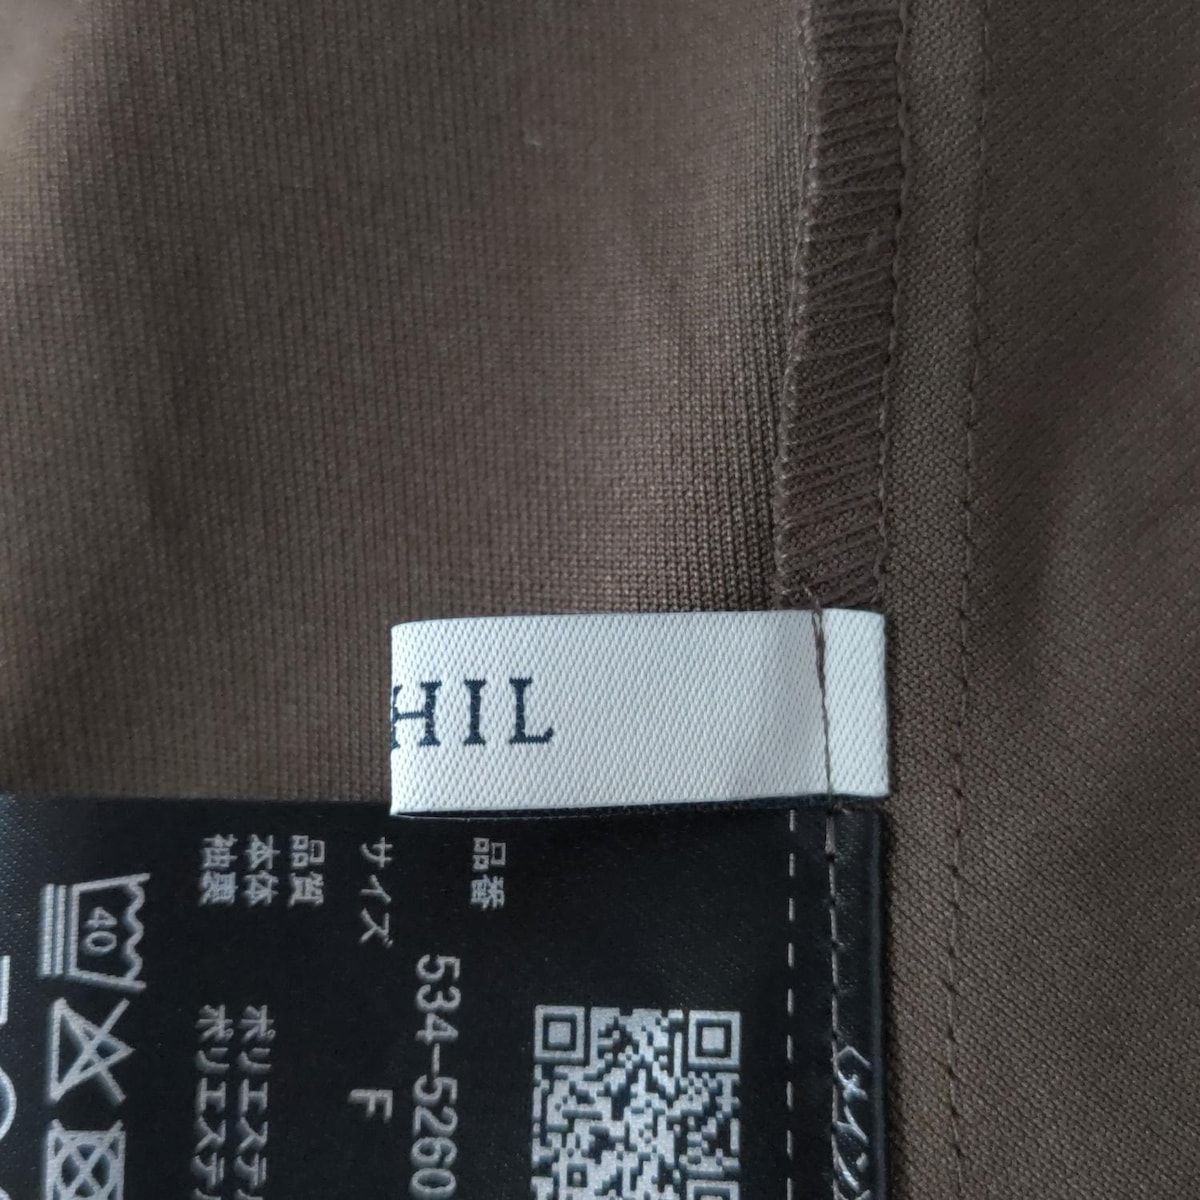 HIL
品番
534-5260
サイズ F
品質
本体 ポリエステル
袖裏 ポリエステ
40